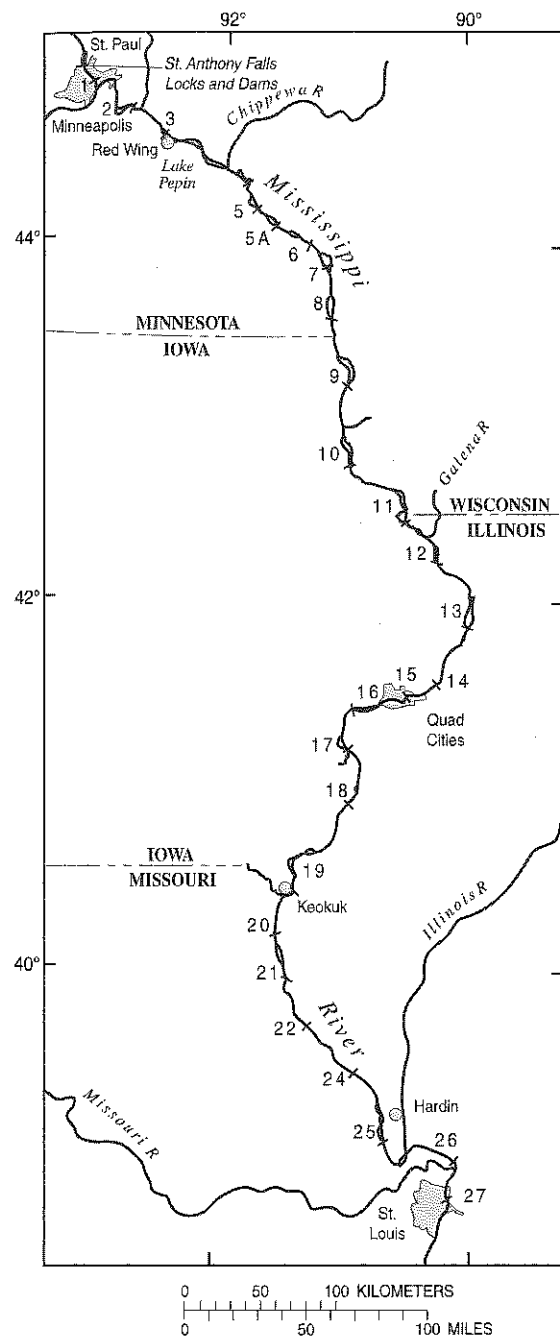 92°
90°
St. Paul
St. Anthony Falls
Locks and Dams
1
2
3
Minneapolis
Red Wing
Lake
Pepin
Chippewa R
Mississippi
5
5A
44°
6
7
8
MINNESOTA
IOWA
9
10
Galena R
11
WISCONSIN
ILLINOIS
12
42°
13
14
15
16
Quad
Cities
17
18
IOWA
MISSOURI
19
Keokuk
Illinois R
20
40°
21
River
22
24
Missouri R
Hardin
25
26
27
St.
Louis
0 50 100 KILOMETERS
0 50 100 MILES